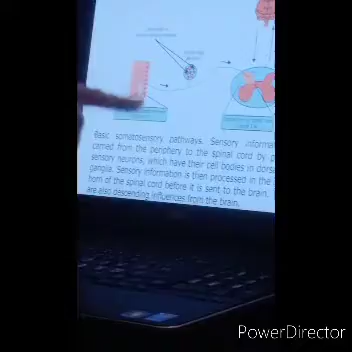 Basic somatosensory pathways. Sensory informat
carried from the periphery to the spinal cord by p
sensory neurons, which have their cell bodies in dors
ganglia. Sensory information is then processed in the
horn of the spinal cord before it is sent to the brain.
are also descending influences from the brain.
PowerDirector